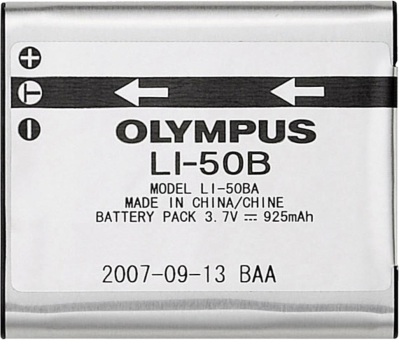 OLYMPUS
LI-50B
MODEL LI-50BA
MADE IN CHINA/CHINE
BATTERY PACK 3.7V ⎓ 925mAh
2007-09-13 BAA